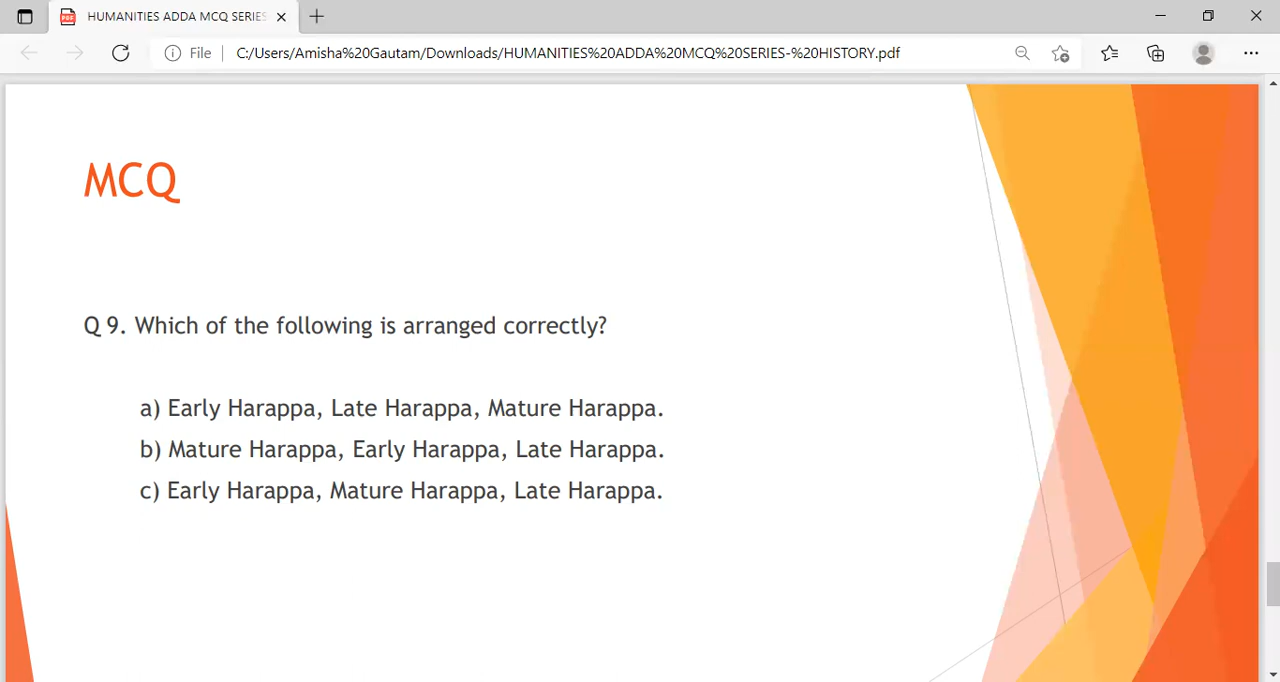 HUMANITIES ADDA MCQ SERIES
File
C:/Users/Amisha%20Gautam/Downloads/HUMANITIES%20ADDA%20MCQ%20SERIES-%20HISTORY.pdf
MCQ
Q 9. Which of the following is arranged correctly?
a) Early Harappa, Late Harappa, Mature Harappa.
b) Mature Harappa, Early Harappa, Late Harappa.
c) Early Harappa, Mature Harappa, Late Harappa.